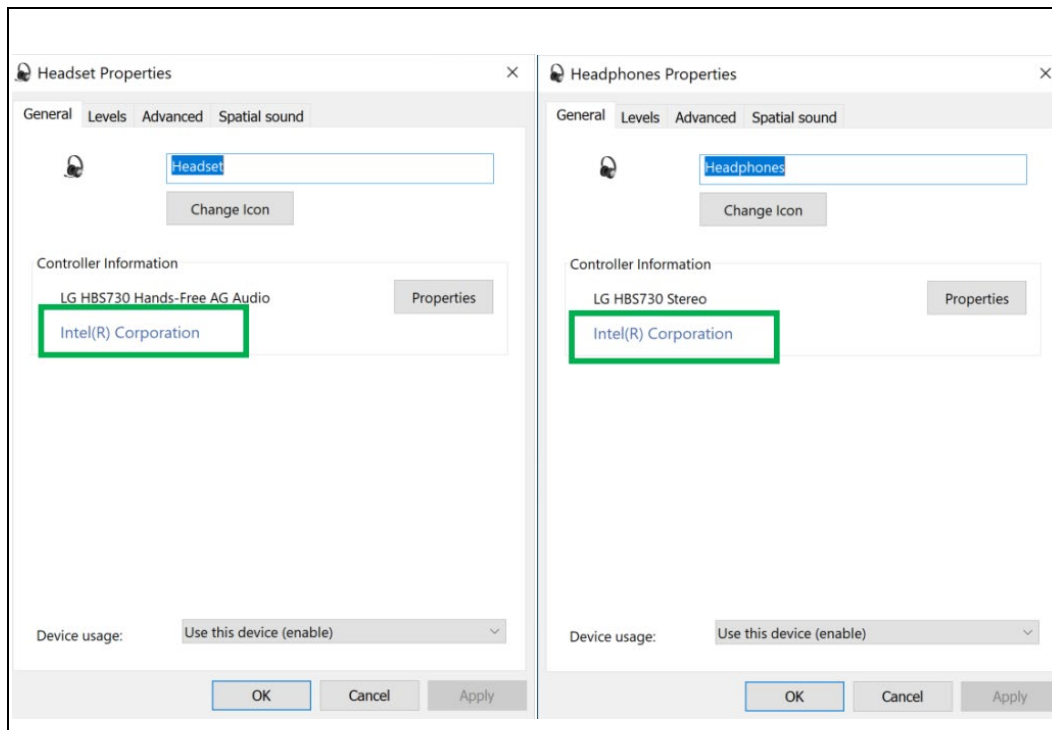 Headset Properties
General Levels Advanced Spatial sound
Headset
Change Icon
Controller Information
LG HBS730 Hands-Free AG Audio
Properties
Intel(R) Corporation
Device usage:
Use this device (enable)
OK Cancel Apply
Headphones Properties
General Levels Advanced Spatial sound
Headphones
Change Icon
Controller Information
LG HBS730 Stereo
Properties
Intel(R) Corporation
Device usage:
Use this device (enable)
OK Cancel Apply